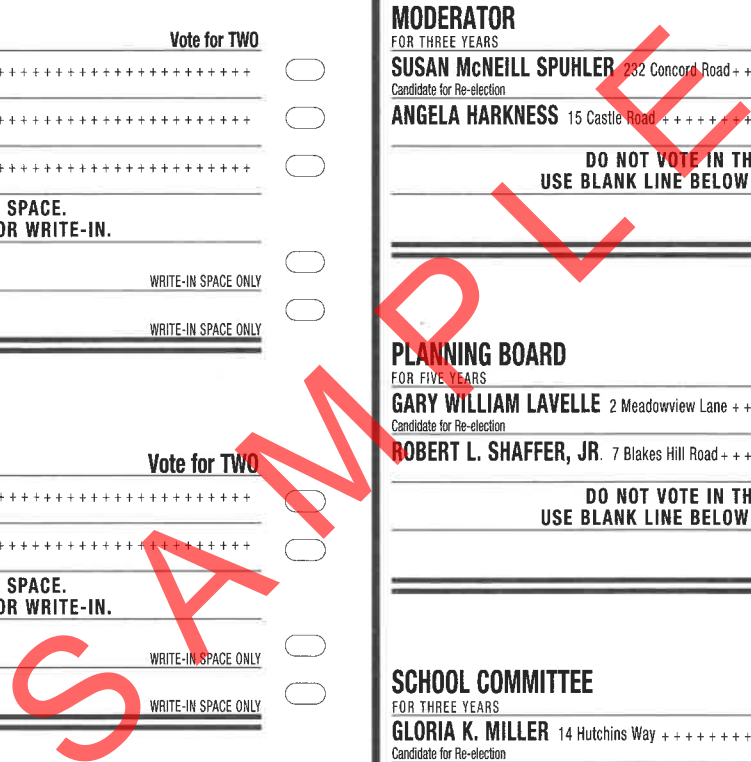 Vote for TWO
++++++++++++++++++++++
++++++++++++++++++++++
++++++++++++++++++++++
SPACE.
OR WRITE-IN.
WRITE-IN SPACE ONLY
WRITE-IN SPACE ONLY
Vote for TWO
++++++++++++++++++++++
++++++++++++++++++++++
SPACE.
OR WRITE-IN.
WRITE-IN SPACE ONLY
WRITE-IN SPACE ONLY
MODERATOR
FOR THREE YEARS
SUSAN McNEILL SPUHLER 232 Concord Road++
Candidate for Re-election
ANGELA HARKNESS 15 Castle Road++++++++
DO NOT VOTE IN TH
USE BLANK LINE BELOW
PLANNING BOARD
FOR FIVE YEARS
GARY WILLIAM LAVELLE 2 Meadowview Lane++
Candidate for Re-election
ROBERT L. SHAFFER, JR. 7 Blakes Hill Road+++
DO NOT VOTE IN TH
USE BLANK LINE BELOW
SCHOOL COMMITTEE
FOR THREE YEARS
GLORIA K. MILLER 14 Hutchins Way++++++++
Candidate for Re-election
SAMPLE